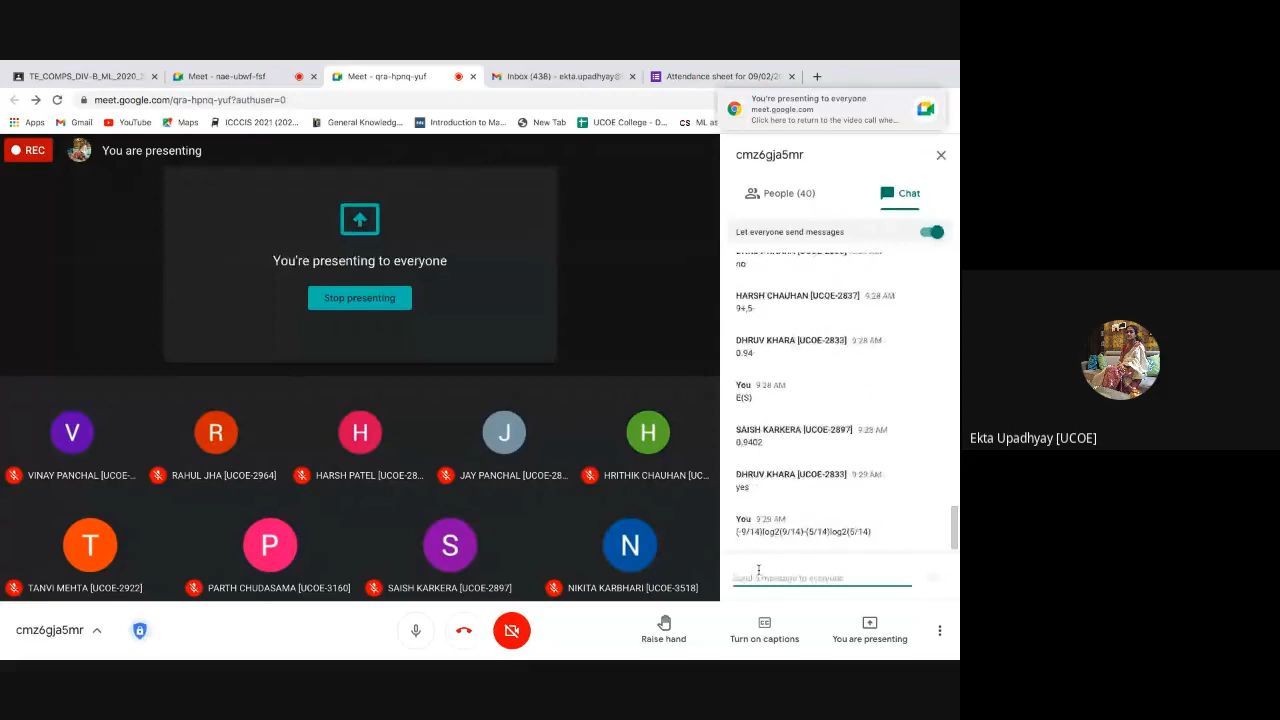 TE_COMPS_DIV-B_ML_2020_2
Meet - nae-ubwf-fsf
Meet - qra-hpnq-yuf
Inbox (438) - ekta.upadhyay@
Attendance sheet for 09/02/2
meet.google.com/qra-hpnq-yuf?authuser=0
Apps
Gmail
YouTube
Maps
ICCCIS 2021 (202...
General Knowledg...
Introduction to Ma...
New Tab
UCOE College - D...
CS ML at
You're presenting to everyone
meet.google.com
Click here to return to the video call whe...
REC
You are presenting
You're presenting to everyone
Stop presenting
cmz6gja5mr
People (40)
Chat
Let everyone send messages
no
HARSH CHAUHAN [UCOE-2837] 9:28 AM
9+,5-
DHRUV KHARA [UCOE-2833] 9:28 AM
0.94
You 9:28 AM
E(S)
SAISH KARKERA [UCOE-2897] 9:28 AM
0.9402
DHRUV KHARA [UCOE-2833] 9:29 AM
yes
You 9:29 AM
(-9/14)log2(9/14)-(5/14)log2(5/14)
Send a message to everyone
V
R
H
J
H
VINAY PANCHAL [UCOE-...
RAHUL JHA [UCOE-2964]
HARSH PATEL [UCOE-28...
JAY PANCHAL [UCOE-28...
HRITHIK CHAUHAN [UC...
T
P
S
N
TANVI MEHTA [UCOE-2922]
PARTH CHUDASAMA [UCOE-3160]
SAISH KARKERA [UCOE-2897]
NIKITA KARBHARI [UCOE-3518]
cmz6gja5mr
Raise hand
Turn on captions
You are presenting
Ekta Upadhyay [UCOE]